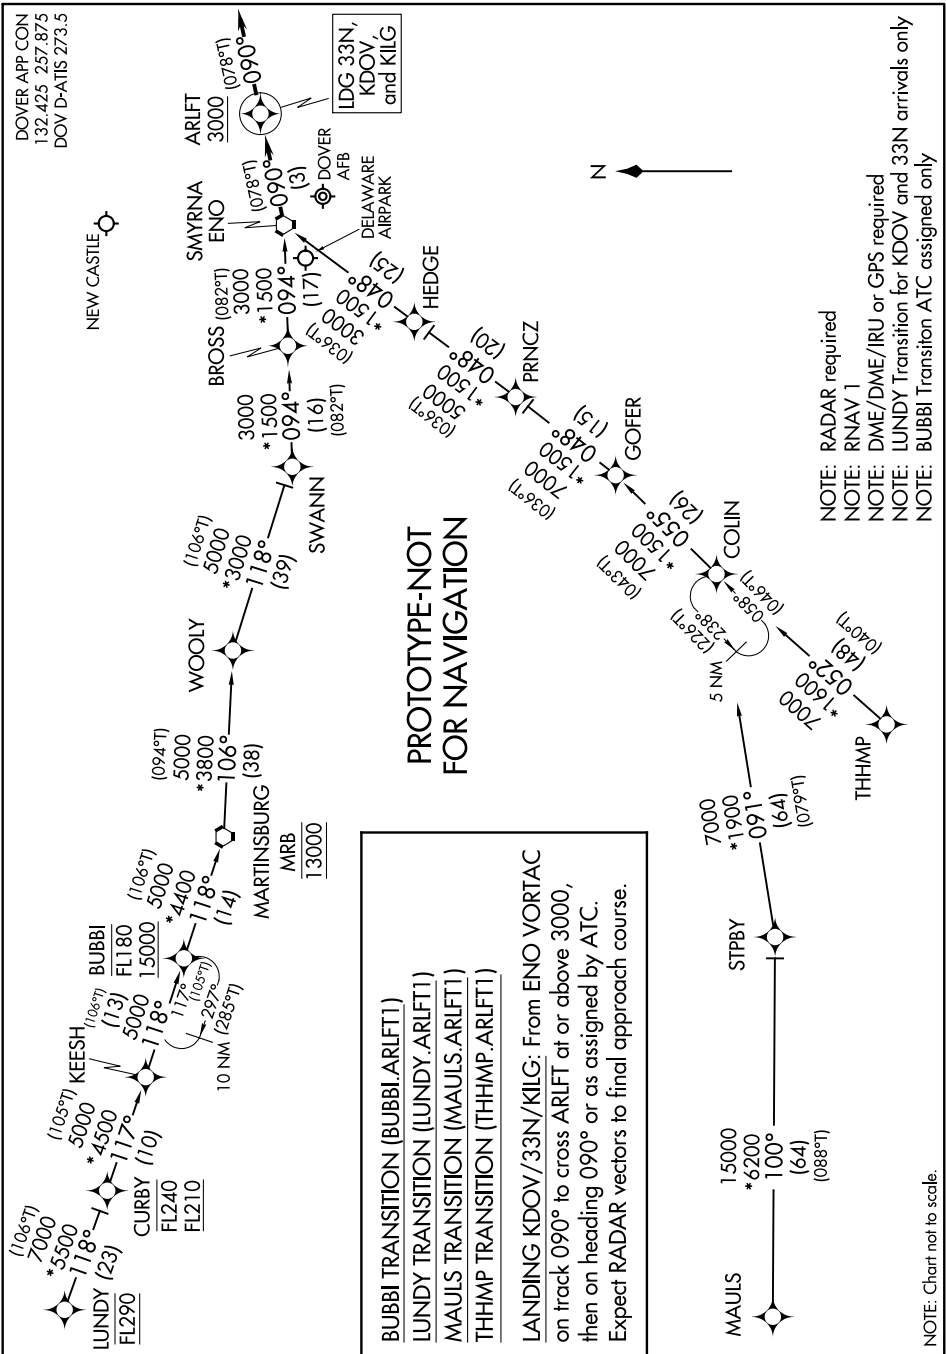 DOVER APP CON
132.425 257.875
DOV D-ATIS 273.5
NEW CASTLE
LUNDY
FL290
(106°T)
7000
*5500
118°
(23)
CURBY
FL240
FL210
(105°T)
5000
*4500
117°
(10)
KEESH
(106°T)
(13)
5000
118°
BUBBI
FL180
15000
117°
(105°T)
297°
(285°T)
10 NM
(106°T)
5000
*4400
118°
(14)
MARTINSBURG
MRB
13000
(094°T)
5000
*3800
106°
(38)
WOOLY
(106°T)
5000
*3000
118°
(39)
SWANN
3000
*1500
094°
(16)
(082°T)
BROSS
(082°T)
3000
*1500
094°
(17)
SMYRNA
ENO
(078°T)
090°
(3)
ARLFT
3000
(078°T)
090°
LDG 33N,
KDOV,
and KILG
DOVER
AFB
DELAWARE
AIRPARK
(036°T)
3000
*1500
048°
(25)
HEDGE
(036°T)
5000
*1500
048°
(20)
PRNCZ
(036°T)
7000
*1500
048°
(15)
GOFER
(043°T)
7000
*1500
055°
(26)
COLIN
(226°T)
238°
058°
(046°T)
5 NM
7000
*1600
052°
(48)
(040°T)
THHMP
7000
*1900
091°
(64)
(079°T)
STPBY
15000
*6200
100°
(64)
(088°T)
MAULS
N
PROTOTYPE-NOT
FOR NAVIGATION
BUBBI TRANSITION (BUBBI.ARLFT1)
LUNDY TRANSITION (LUNDY.ARLFT1)
MAULS TRANSITION (MAULS.ARLFT1)
THHMP TRANSITION (THHMP.ARLFT1)
LANDING KDOV/33N/KILG: From ENO VORTAC
on track 090° to cross ARLFT at or above 3000,
then on heading 090° or as assigned by ATC.
Expect RADAR vectors to final approach course.
NOTE: RADAR required
NOTE: RNAV 1
NOTE: DME/DME/IRU or GPS required
NOTE: LUNDY Transition for KDOV and 33N arrivals only
NOTE: BUBBI Transiton ATC assigned only
NOTE: Chart not to scale.